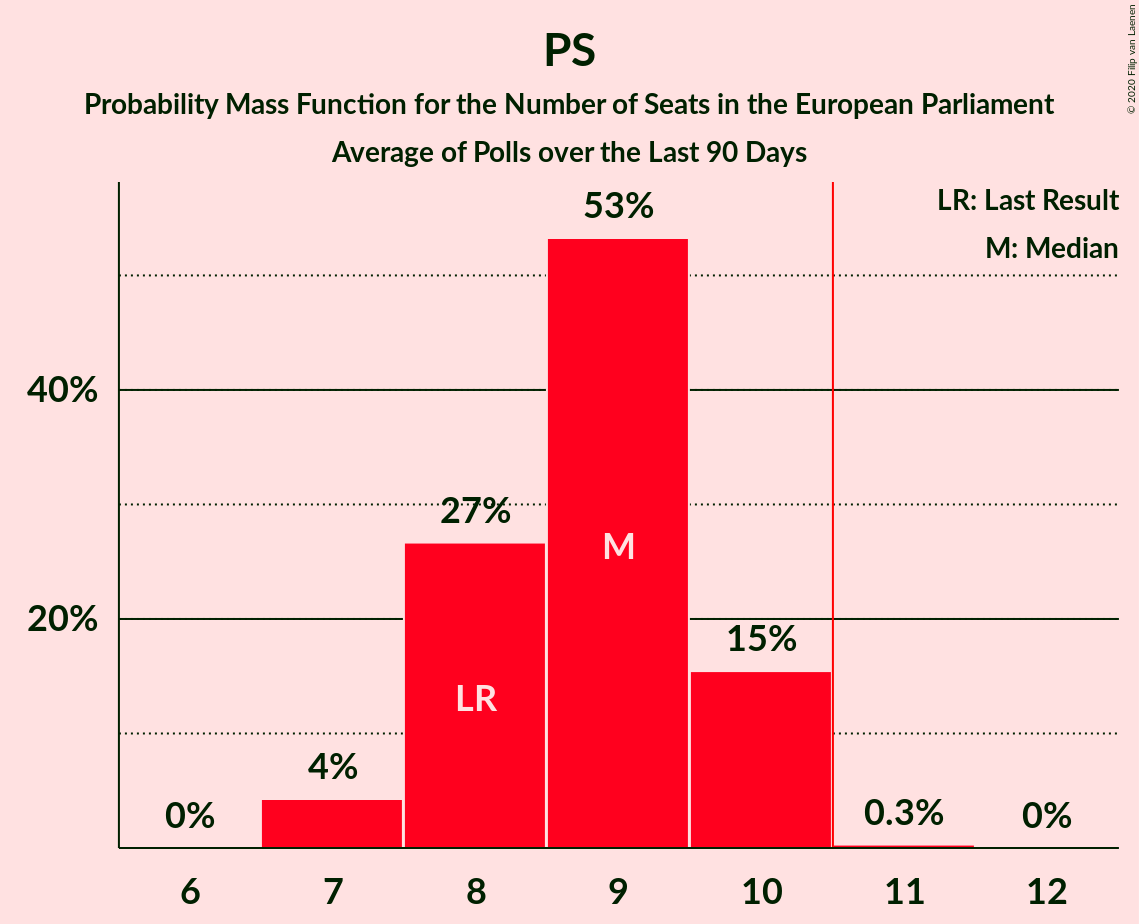 PS
Probability Mass Function for the Number of Seats in the European Parliament
Average of Polls over the Last 90 Days
© 2020 Filip van Laenen
LR: Last Result
M: Median
53%
40%
27%
M
20%
15%
LR
4%
0%
0.3%
0%
6 7 8 9 10 11 12